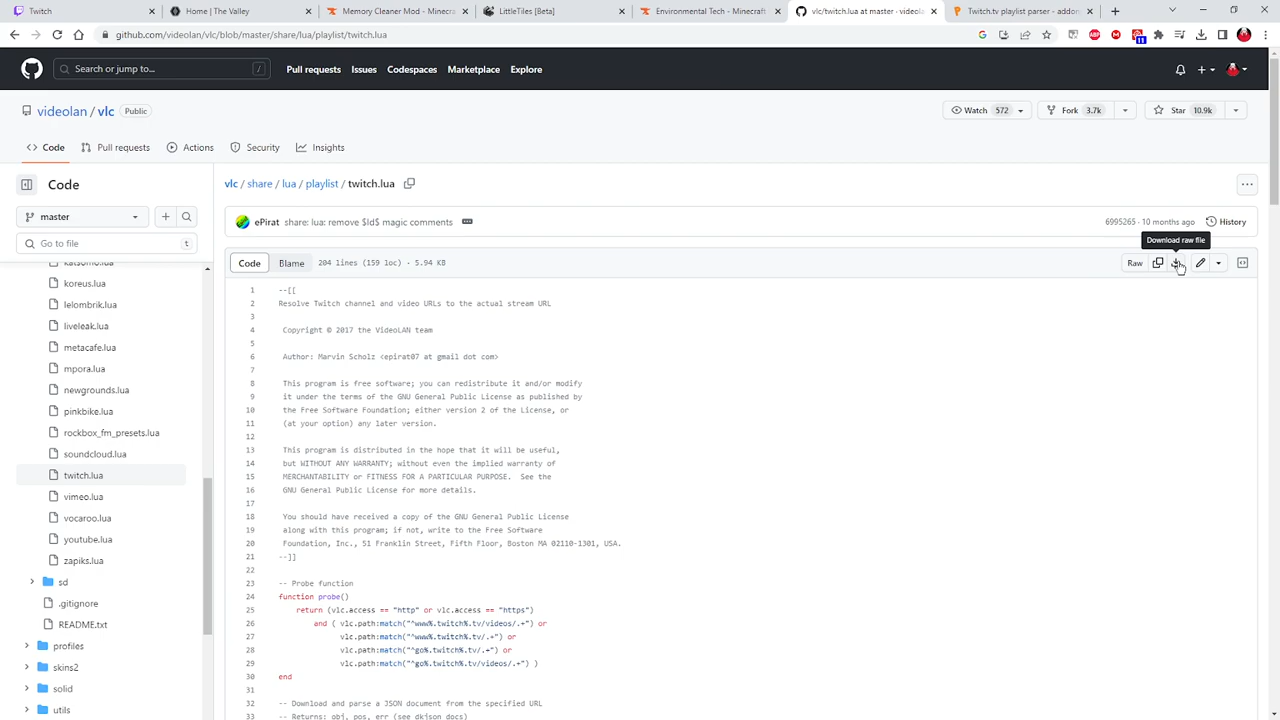 Twitch
Home | The Valley
Memory Cleaner Mod - Minecraf
LittleTiles [Beta]
Environmental Tech - Minecraft
vlc/twitch.lua at master · videola
Twitch.tv playlist parser - addon
github.com/videolan/vlc/blob/master/share/lua/playlist/twitch.lua
11
Search or jump to...
/
Pull requests Issues Codespaces Marketplace Explore
videolan / vlc Public
Watch 572 Fork 3.7k Star 10.9k
Code Pull requests Actions Security Insights
Code
vlc / share / lua / playlist / twitch.lua
master
ePirat share: lua: remove $Id$ magic comments
6995265 · 10 months ago History
Go to file t
Download raw file
Code Blame 204 lines (159 loc) · 5.94 KB
Raw
katsomo.lua
koreus.lua
lelombrik.lua
liveleak.lua
metacafe.lua
mpora.lua
newgrounds.lua
pinkbike.lua
rockbox_fm_presets.lua
soundcloud.lua
twitch.lua
vimeo.lua
vocaroo.lua
youtube.lua
zapiks.lua
sd
.gitignore
README.txt
profiles
skins2
solid
utils
1 --[[
2 Resolve Twitch channel and video URLs to the actual stream URL
3
4 Copyright © 2017 the VideoLAN team
5
6 Author: Marvin Scholz <epirat07 at gmail dot com>
7
8 This program is free software; you can redistribute it and/or modify
9 it under the terms of the GNU General Public License as published by
10 the Free Software Foundation; either version 2 of the License, or
11 (at your option) any later version.
12
13 This program is distributed in the hope that it will be useful,
14 but WITHOUT ANY WARRANTY; without even the implied warranty of
15 MERCHANTABILITY or FITNESS FOR A PARTICULAR PURPOSE. See the
16 GNU General Public License for more details.
17
18 You should have received a copy of the GNU General Public License
19 along with this program; if not, write to the Free Software
20 Foundation, Inc., 51 Franklin Street, Fifth Floor, Boston MA 02110-1301, USA.
21 --]]
22
23 -- Probe function
24 function probe()
25 return (vlc.access == "http" or vlc.access == "https")
26 and ( vlc.path:match("^www%.twitch%.tv/videos/.+") or
27 vlc.path:match("^www%.twitch%.tv/.+") or
28 vlc.path:match("^go%.twitch%.tv/.+") or
29 vlc.path:match("^go%.twitch%.tv/videos/.+") )
30 end
31
32 -- Download and parse a JSON document from the specified URL
33 -- Returns: obj, pos, err (see dkjson docs)